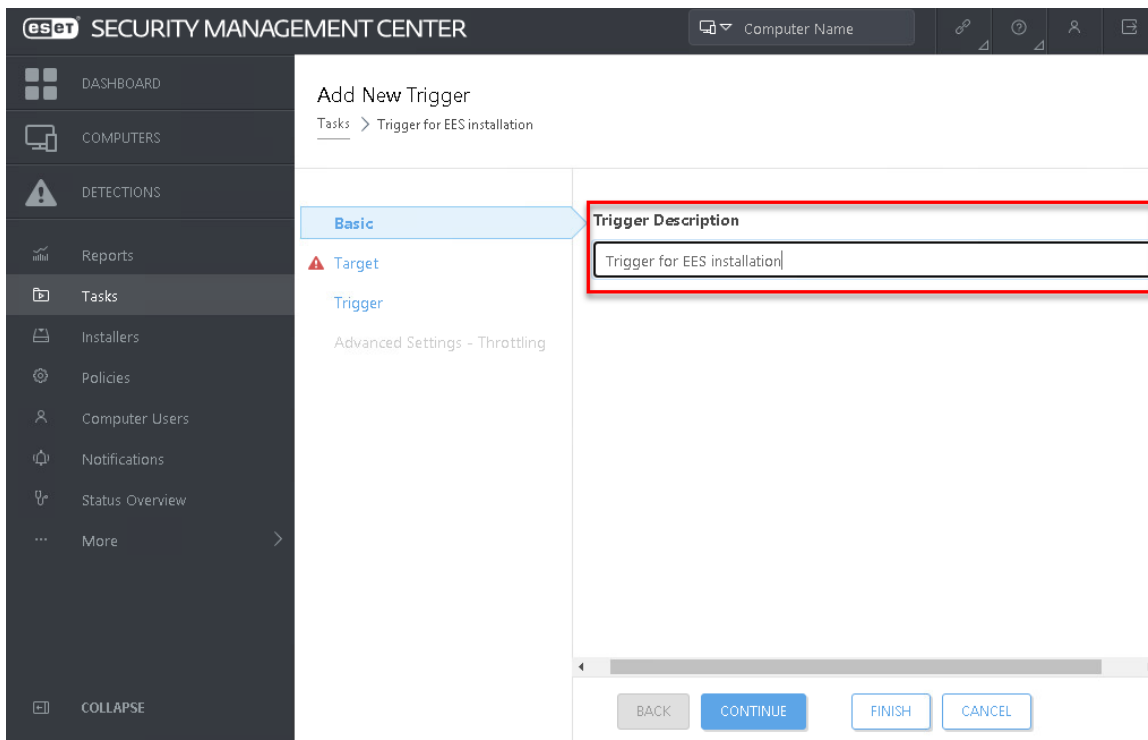 eset SECURITY MANAGEMENT CENTER
Computer Name
DASHBOARD
COMPUTERS
DETECTIONS
Reports
Tasks
Installers
Policies
Computer Users
Notifications
Status Overview
... More
COLLAPSE
Add New Trigger
Tasks > Trigger for EES installation
Basic
Target
Trigger
Advanced Settings - Throttling
Trigger Description
Trigger for EES installation
BACK CONTINUE FINISH CANCEL